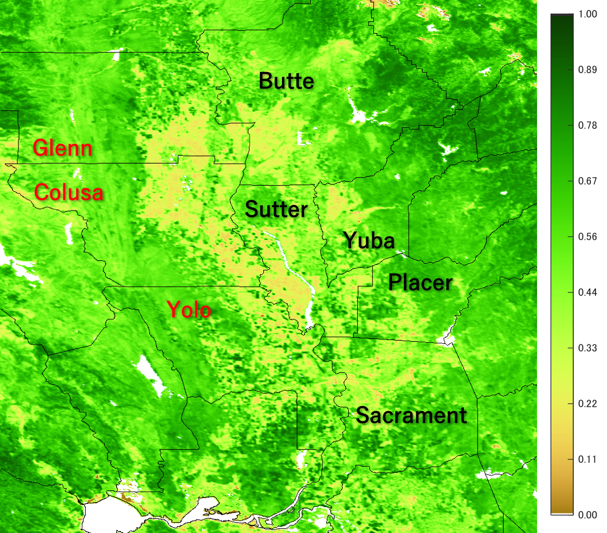 Butte
Glenn
Colusa
Sutter
Yuba
Placer
Yolo
Sacrament
1.00
0.89
0.78
0.67
0.56
0.44
0.33
0.22
0.11
0.00